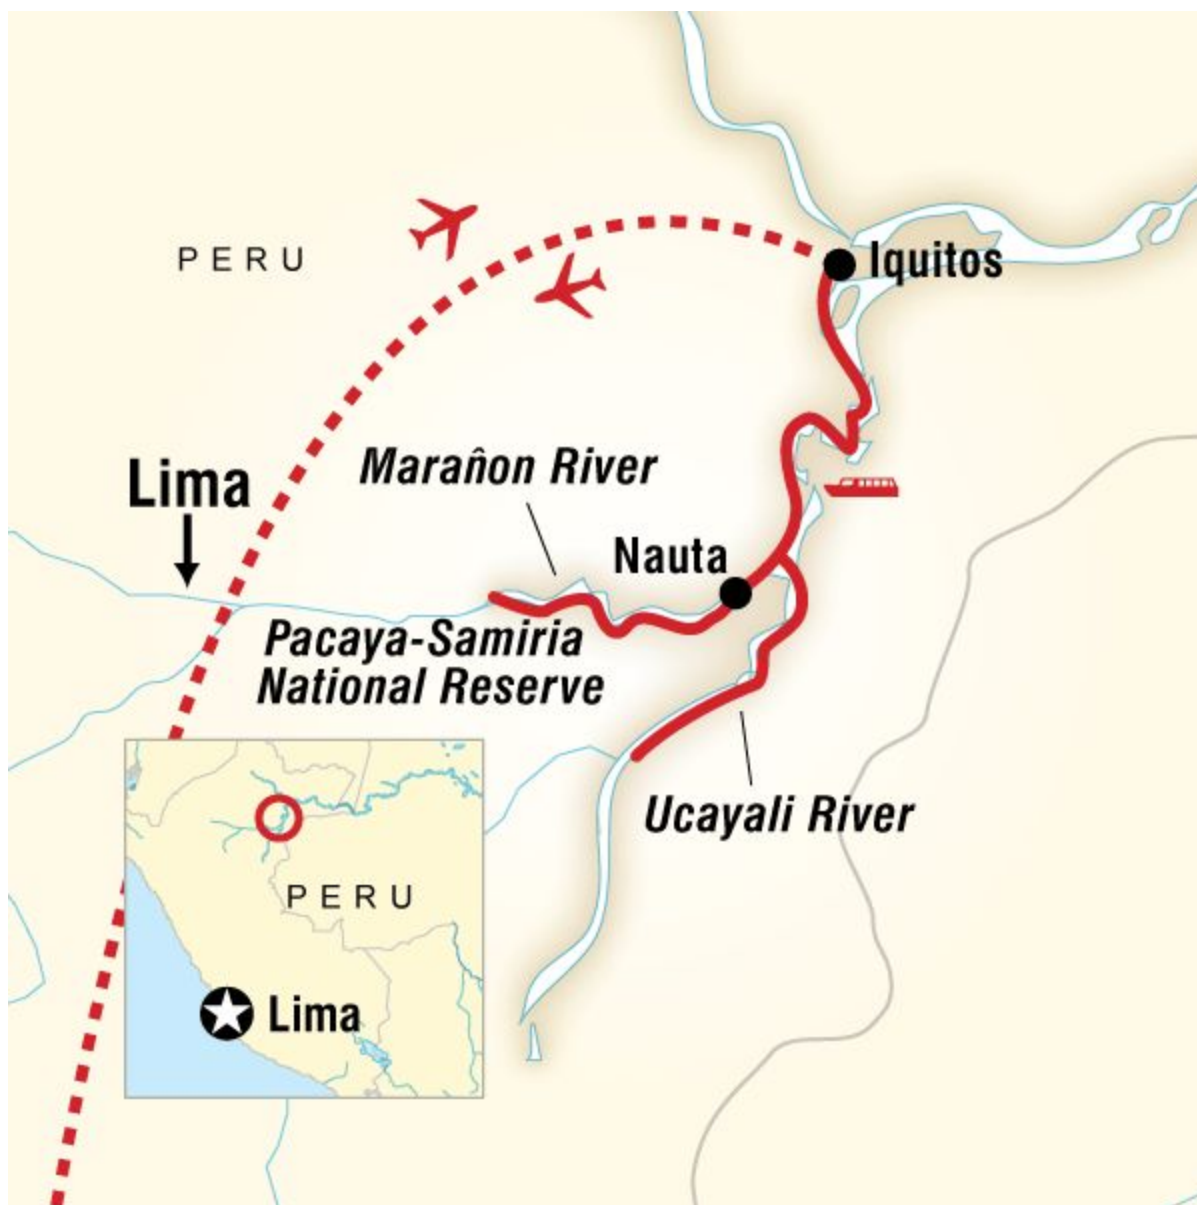 PERU
Iquitos
Marañon River
Lima
Nauta
Pacaya-Samiria
National Reserve
Ucayali River
PERU
Lima